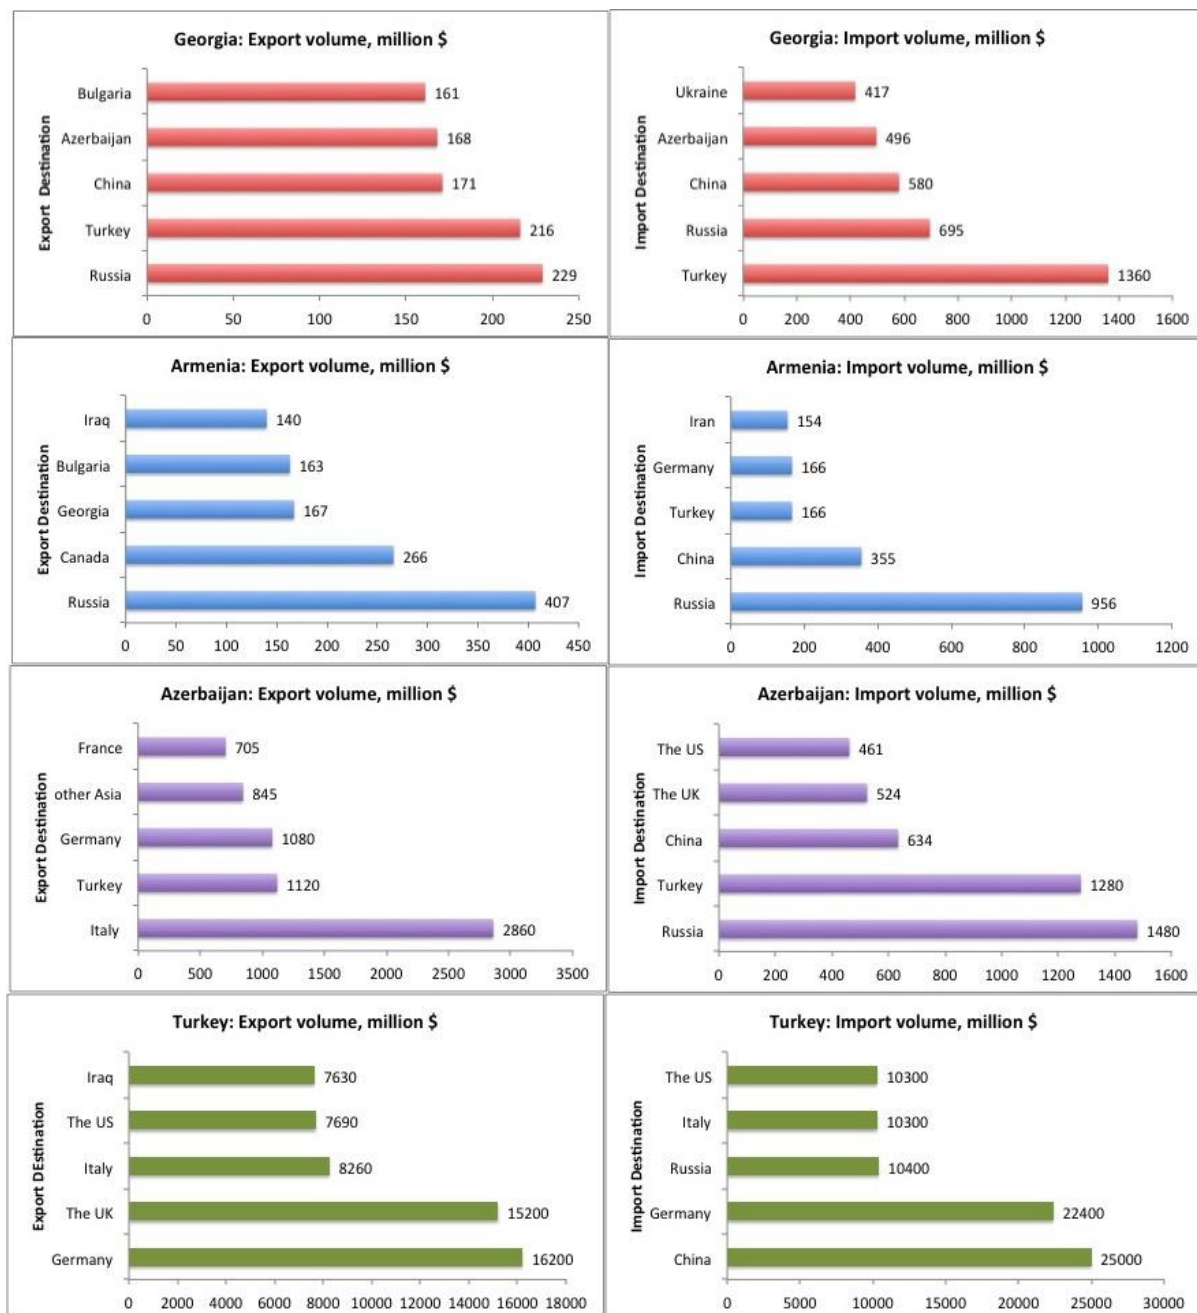 Georgia: Export volume, million $
Export Destination
Bulgaria 161
Azerbaijan 168
China 171
Turkey 216
Russia 229
0 50 100 150 200 250
Georgia: Import volume, million $
Import Destination
Ukraine 417
Azerbaijan 496
China 580
Russia 695
Turkey 1360
0 200 400 600 800 1000 1200 1400 1600
Armenia: Export volume, million $
Export Destination
Iraq 140
Bulgaria 163
Georgia 167
Canada 266
Russia 407
0 50 100 150 200 250 300 350 400 450
Armenia: Import volume, million $
Import Destination
Iran 154
Germany 166
Turkey 166
China 355
Russia 956
0 200 400 600 800 1000 1200
Azerbaijan: Export volume, million $
Export Destination
France 705
other Asia 845
Germany 1080
Turkey 1120
Italy 2860
0 500 1000 1500 2000 2500 3000 3500
Azerbaijan: Import volume, million $
Import Destination
The US 461
The UK 524
China 634
Turkey 1280
Russia 1480
0 200 400 600 800 1000 1200 1400 1600
Turkey: Export volume, million $
Export DEstination
Iraq 7630
The US 7690
Italy 8260
The UK 15200
Germany 16200
0 2000 4000 6000 8000 10000 12000 14000 16000 18000
Turkey: Import volume, million $
Import Destination
The US 10300
Italy 10300
Russia 10400
Germany 22400
China 25000
0 5000 10000 15000 20000 25000 30000